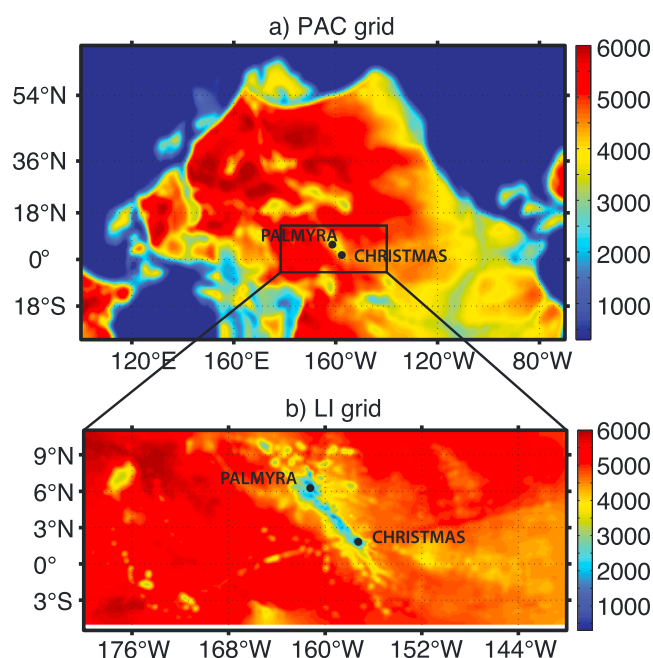 a) PAC grid
54°N
36°N
18°N
0°
18°S
PALMYRA
CHRISTMAS
120°E 160°E 160°W 120°W 80°W
6000
5000
4000
3000
2000
1000
b) LI grid
9°N
6°N
3°N
0°
3°S
PALMYRA
CHRISTMAS
176°W 168°W 160°W 152°W 144°W
6000
5000
4000
3000
2000
1000